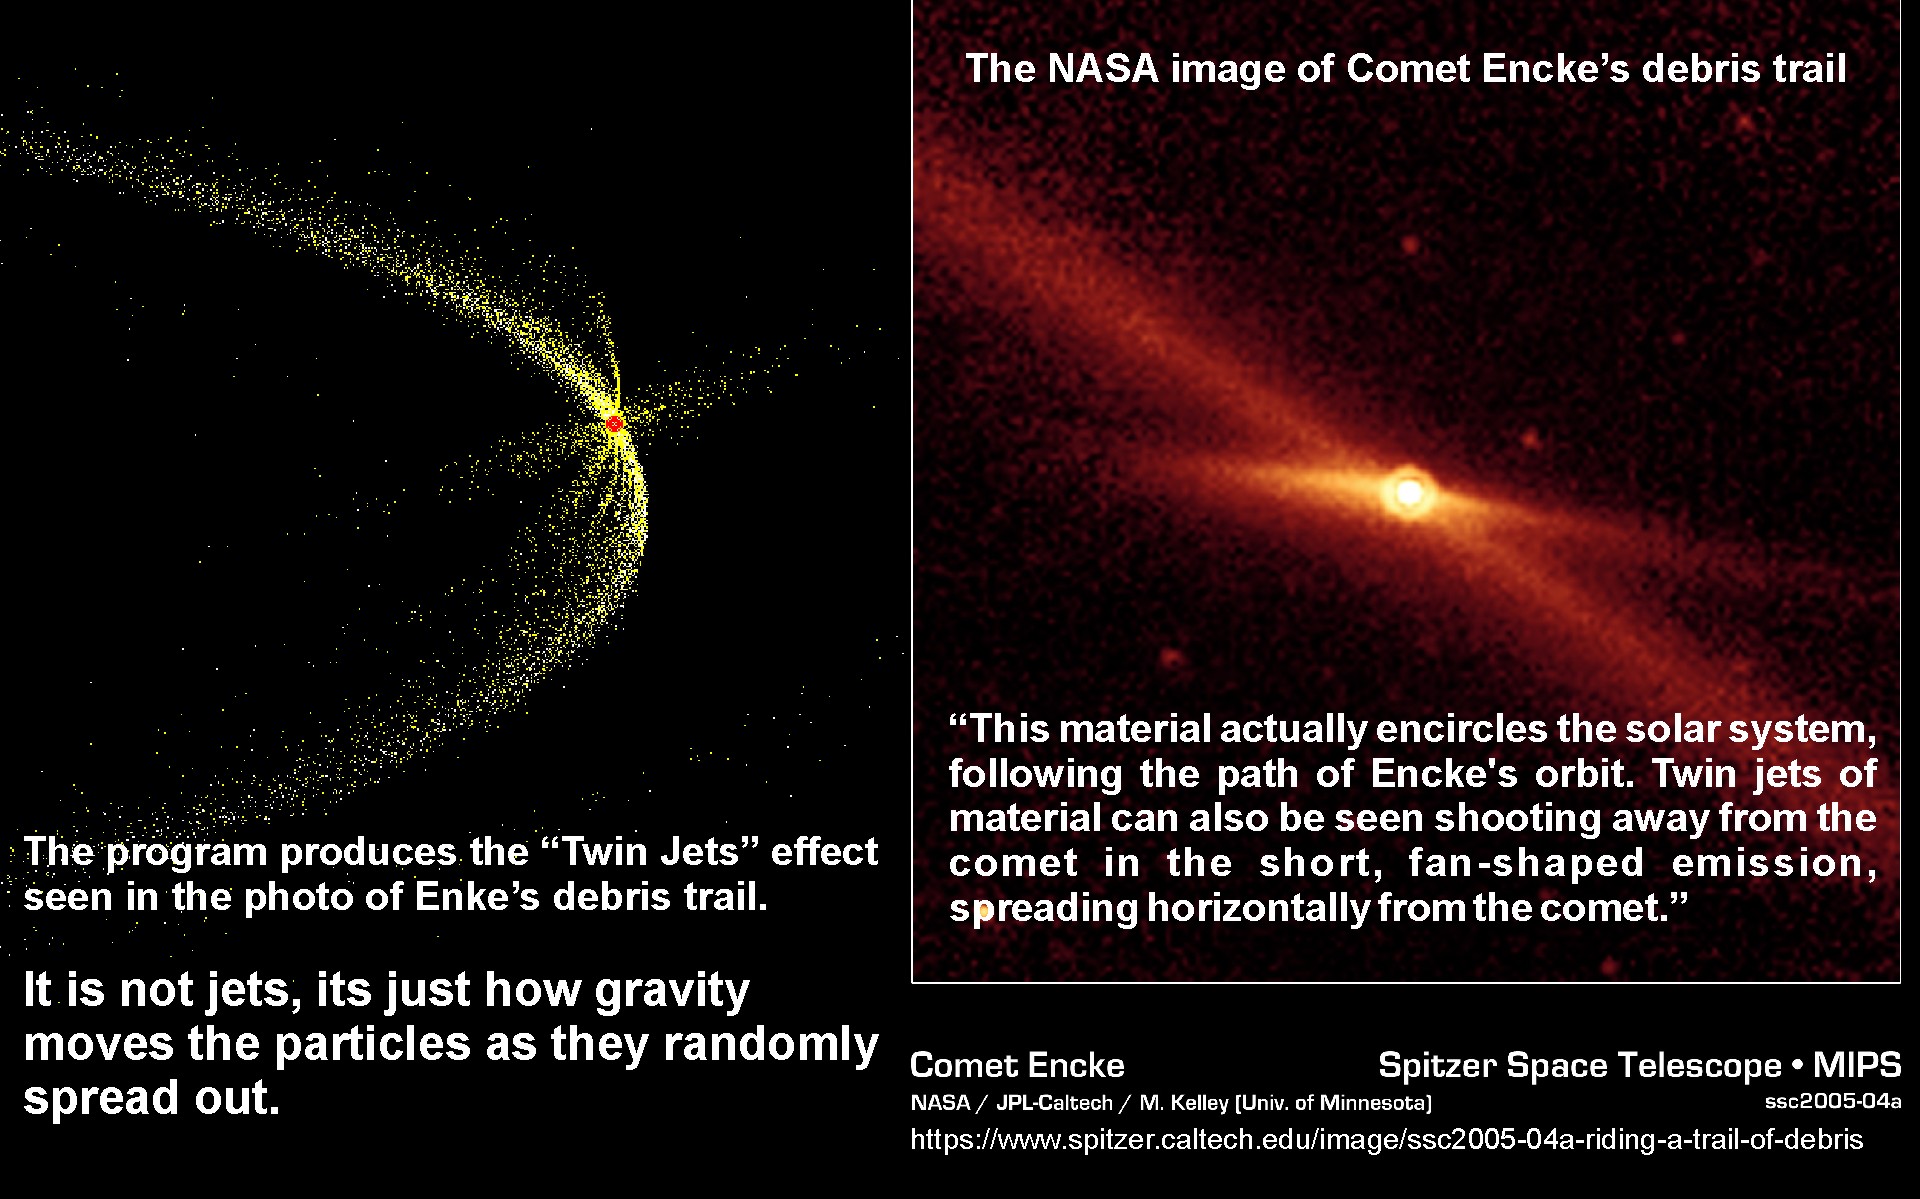 The NASA image of Comet Encke’s debris trail
“This material actually encircles the solar system,
following the path of Encke's orbit. Twin jets of
material can also be seen shooting away from the
comet in the short, fan-shaped emission,
spreading horizontally from the comet.”
The program produces the “Twin Jets” effect
seen in the photo of Enke’s debris trail.
It is not jets, its just how gravity
moves the particles as they randomly
spread out.
Comet Encke
Spitzer Space Telescope • MIPS
NASA / JPL-Caltech / M. Kelley (Univ. of Minnesota)
ssc2005-04a
https://www.spitzer.caltech.edu/image/ssc2005-04a-riding-a-trail-of-debris